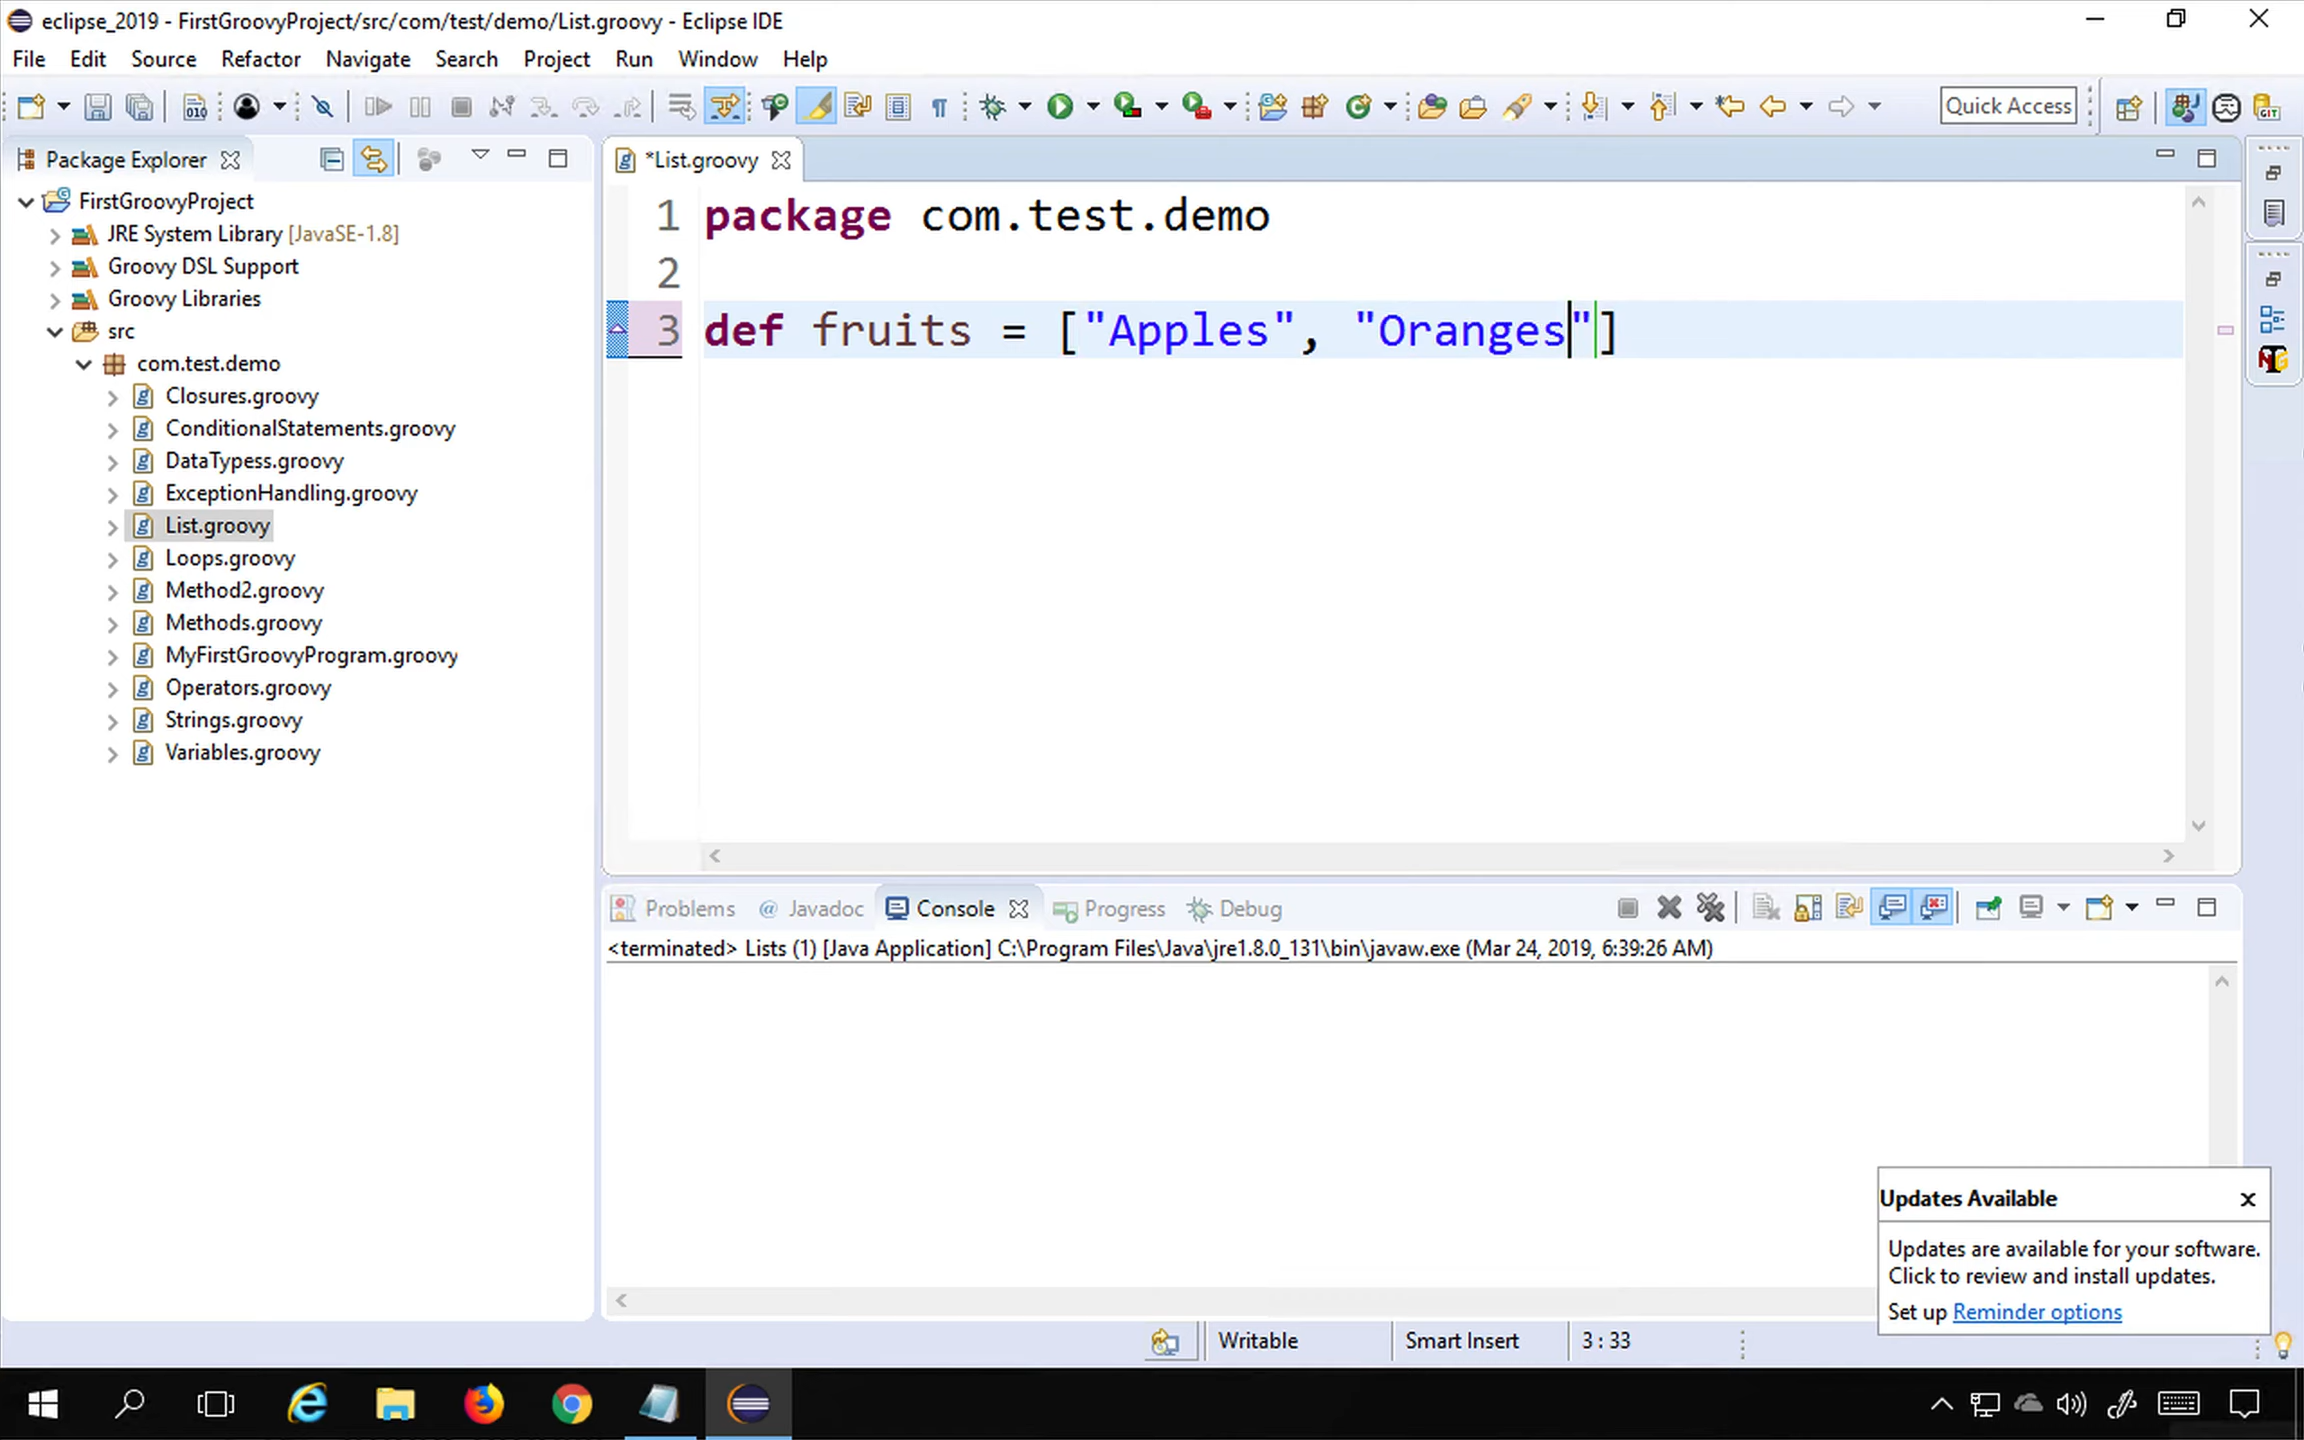 eclipse_2019 - FirstGroovyProject/src/com/test/demo/List.groovy - Eclipse IDE
File Edit Source Refactor Navigate Search Project Run Window Help
Quick Access
Package Explorer
*List.groovy
FirstGroovyProject
JRE System Library [JavaSE-1.8]
Groovy DSL Support
Groovy Libraries
src
com.test.demo
Closures.groovy
ConditionalStatements.groovy
DataTypess.groovy
ExceptionHandling.groovy
List.groovy
Loops.groovy
Method2.groovy
Methods.groovy
MyFirstGroovyProgram.groovy
Operators.groovy
Strings.groovy
Variables.groovy
1 package com.test.demo
2
3 def fruits = ["Apples", "Oranges"]
Problems @ Javadoc Console Progress Debug
<terminated> Lists (1) [Java Application] C:\Program Files\Java\jre1.8.0_131\bin\javaw.exe (Mar 24, 2019, 6:39:26 AM)
Updates Available
Updates are available for your software.
Click to review and install updates.
Set up Reminder options
Writable Smart Insert 3 : 33